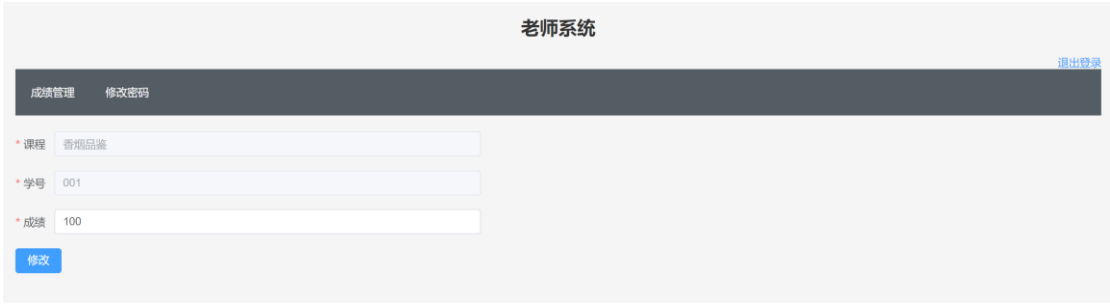 老师系统
退出登录
成绩管理 修改密码
* 课程 香烟品鉴
* 学号 001
* 成绩 100
修改